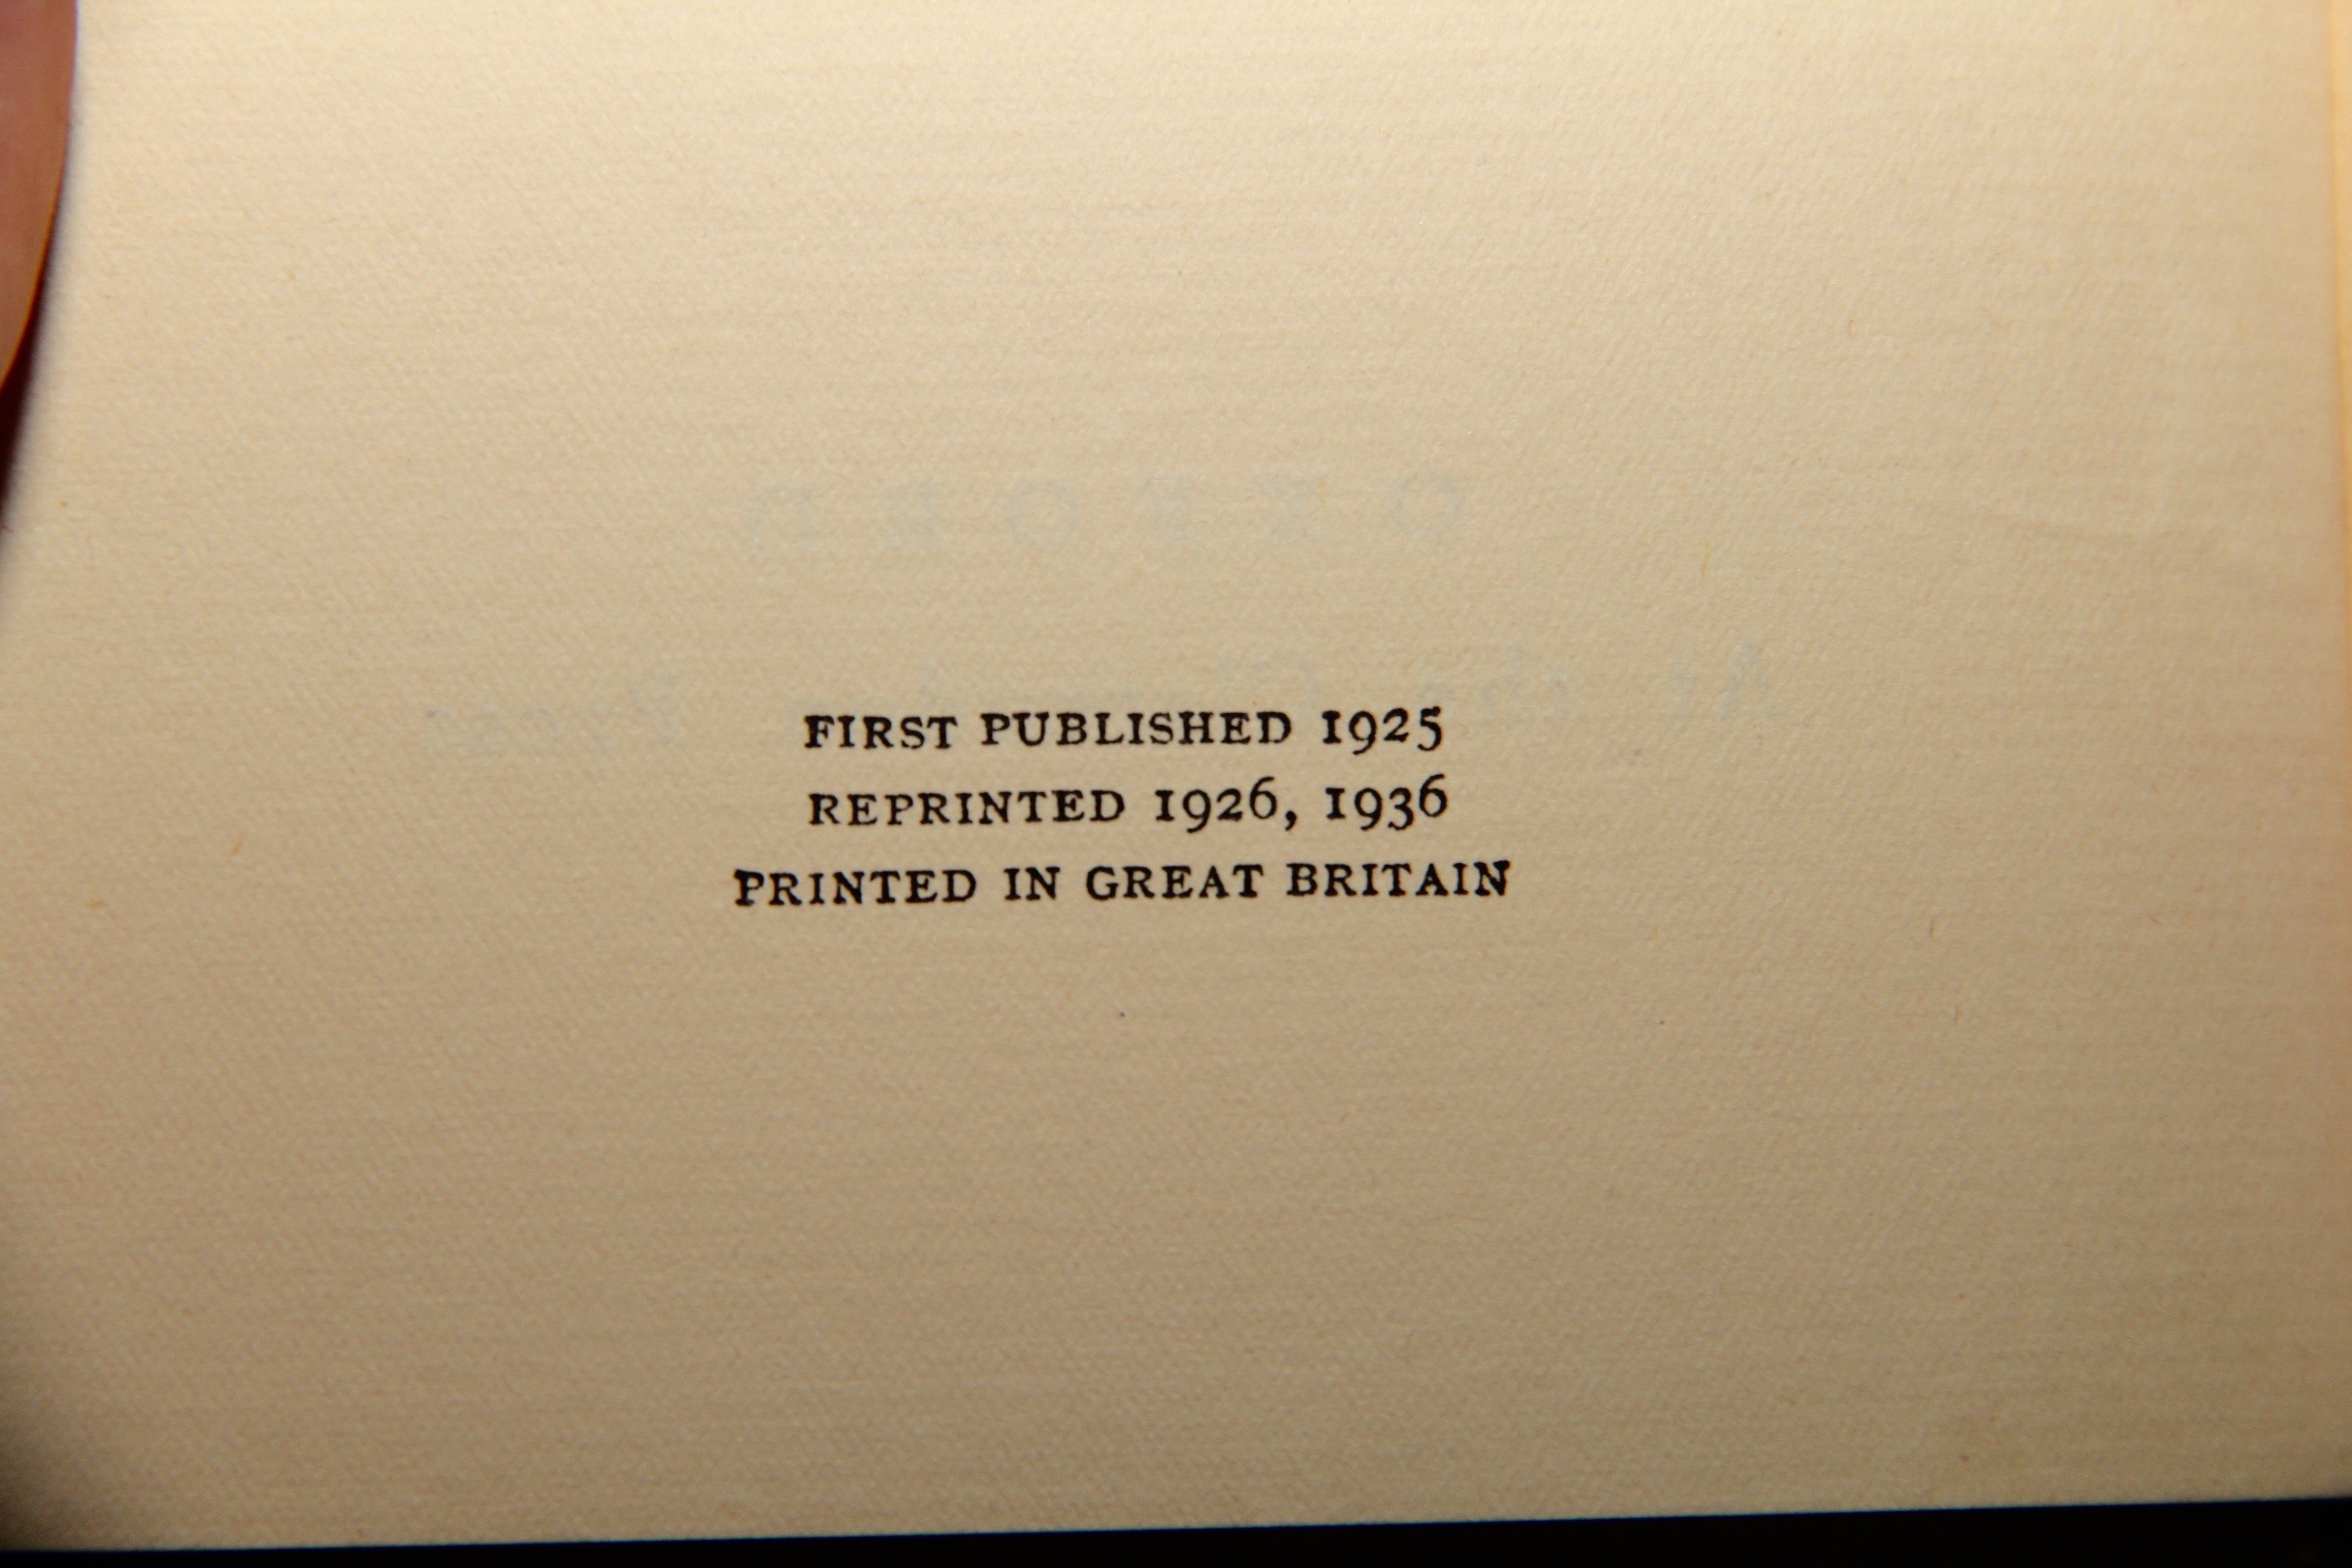 FIRST PUBLISHED 1925
REPRINTED 1926, 1936
PRINTED IN GREAT BRITAIN